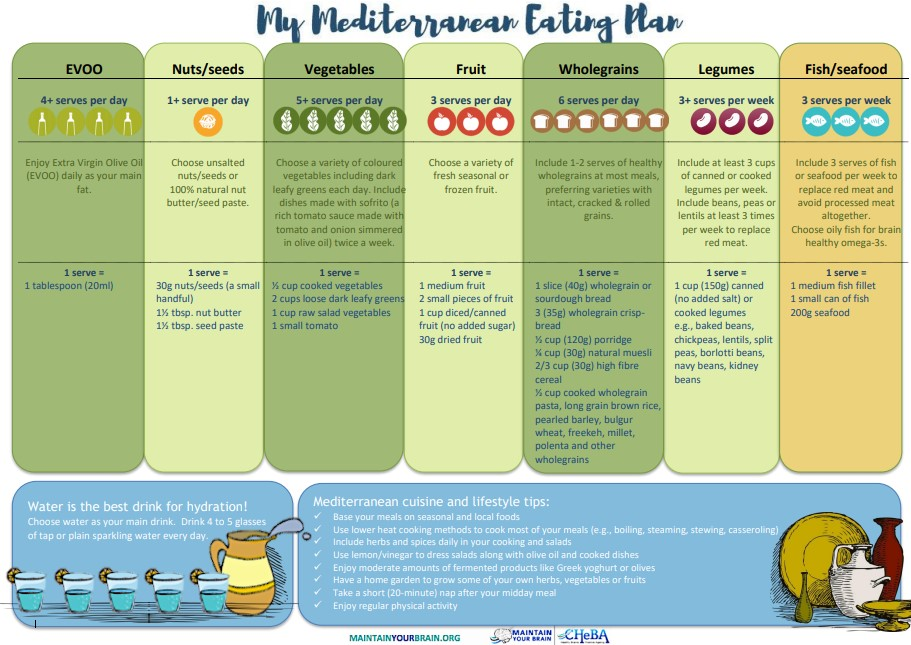 My Mediterranean Eating Plan
EVOO
4+ serves per day
Enjoy Extra Virgin Olive Oil
(EVOO) daily as your main
fat.
1 serve =
1 tablespoon (20ml)
Nuts/seeds
1+ serve per day
Choose unsalted
nuts/seeds or
100% natural nut
butter/seed paste.
1 serve =
30g nuts/seeds (a small
handful)
1½ tbsp. nut butter
1½ tbsp. seed paste
Vegetables
5+ serves per day
Choose a variety of coloured
vegetables including dark
leafy greens each day. Include
dishes made with sofrito (a
rich tomato sauce made with
tomato and onion simmered
in olive oil) twice a week.
1 serve =
½ cup cooked vegetables
2 cups loose dark leafy greens
1 cup raw salad vegetables
1 small tomato
Fruit
3 serves per day
Choose a variety of
fresh seasonal or
frozen fruit.
1 serve =
1 medium fruit
2 small pieces of fruit
1 cup diced/canned
fruit (no added sugar)
30g dried fruit
Wholegrains
6 serves per day
Include 1-2 serves of healthy
wholegrains at most meals,
preferring varieties with
intact, cracked & rolled
grains.
1 serve =
1 slice (40g) wholegrain or
sourdough bread
3 (35g) wholegrain crisp-
bread
½ cup (120g) porridge
¼ cup (30g) natural muesli
2/3 cup (30g) high fibre
cereal
½ cup cooked wholegrain
pasta, long grain brown rice,
pearled barley, bulgur
wheat, freekeh, millet,
polenta and other
wholegrains
Legumes
3+ serves per week
Include at least 3 cups
of canned or cooked
legumes per week.
Include beans, peas or
lentils at least 3 times
per week to replace
red meat.
1 serve =
1 cup (150g) canned
(no added salt) or
cooked legumes
e.g., baked beans,
chickpeas, lentils, split
peas, borlotti beans,
navy beans, kidney
beans
Fish/seafood
3 serves per week
Include 3 serves of fish
or seafood per week to
replace red meat and
avoid processed meat
altogether.
Choose oily fish for brain
healthy omega-3s.
1 serve =
1 medium fish fillet
1 small can of fish
200g seafood
Water is the best drink for hydration!
Choose water as your main drink. Drink 4 to 5 glasses
of tap or plain sparkling water every day.
Mediterranean cuisine and lifestyle tips:
✓ Base your meals on seasonal and local foods
✓ Use lower heat cooking methods to cook most of your meals (e.g., boiling, steaming, stewing, casseroling)
✓ Include herbs and spices daily in your cooking and salads
✓ Use lemon/vinegar to dress salads along with olive oil and cooked dishes
✓ Enjoy moderate amounts of fermented products like Greek yoghurt or olives
✓ Have a home garden to grow some of your own herbs, vegetables or fruits
✓ Take a short (20-minute) nap after your midday meal
✓ Enjoy regular physical activity
MAINTAINYOURBRAIN.ORG
MAINTAIN
YOUR BRAIN
CHeBA